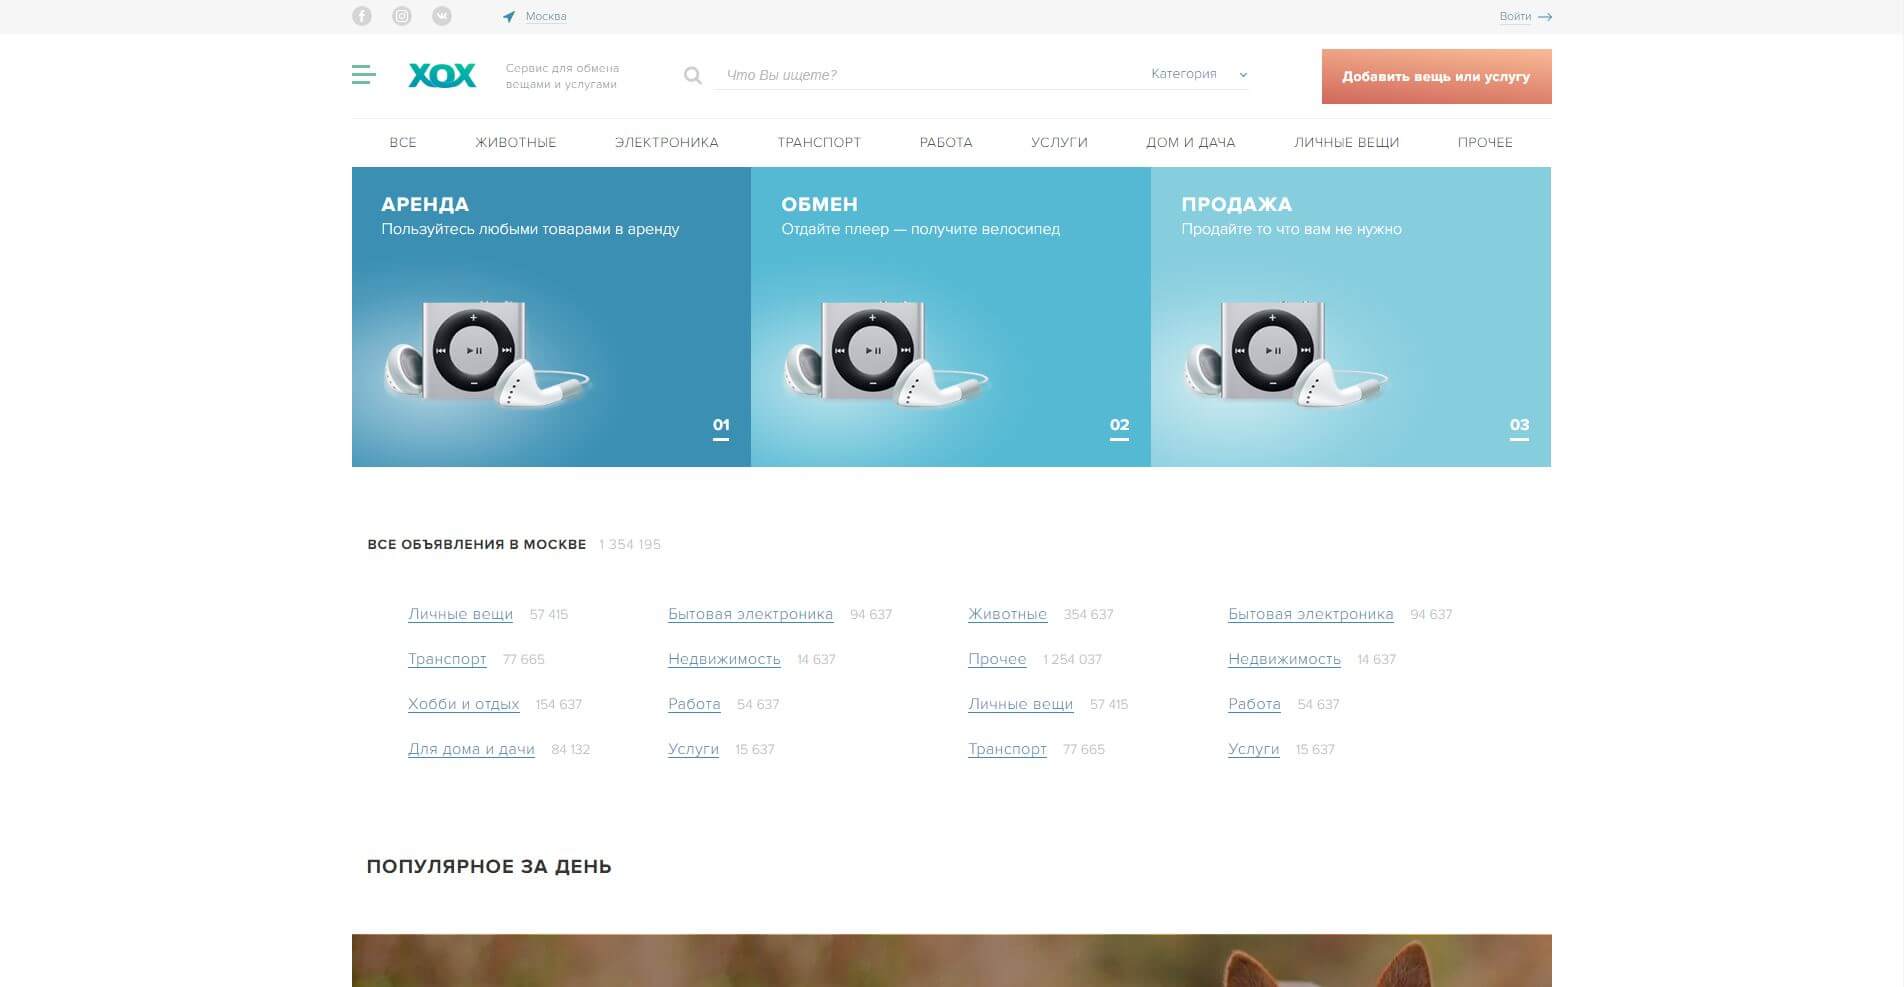 Москва
Войти
XOX
Сервис для обмена
вещами и услугами
Что Вы ищете?
Категория
Добавить вещь или услугу
ВСЕ ЖИВОТНЫЕ ЭЛЕКТРОНИКА ТРАНСПОРТ РАБОТА УСЛУГИ ДОМ И ДАЧА ЛИЧНЫЕ ВЕЩИ ПРОЧЕЕ
АРЕНДА
Пользуйтесь любыми товарами в аренду
01
ОБМЕН
Отдайте плеер — получите велосипед
02
ПРОДАЖА
Продайте то что вам не нужно
03
ВСЕ ОБЪЯВЛЕНИЯ В МОСКВЕ 1 354 195
Личные вещи 57 415 Бытовая электроника 94 637 Животные 354 637 Бытовая электроника 94 637
Транспорт 77 665 Недвижимость 14 637 Прочее 1 254 037 Недвижимость 14 637
Хобби и отдых 154 637 Работа 54 637 Личные вещи 57 415 Работа 54 637
Для дома и дачи 84 132 Услуги 15 637 Транспорт 77 665 Услуги 15 637
ПОПУЛЯРНОЕ ЗА ДЕНЬ